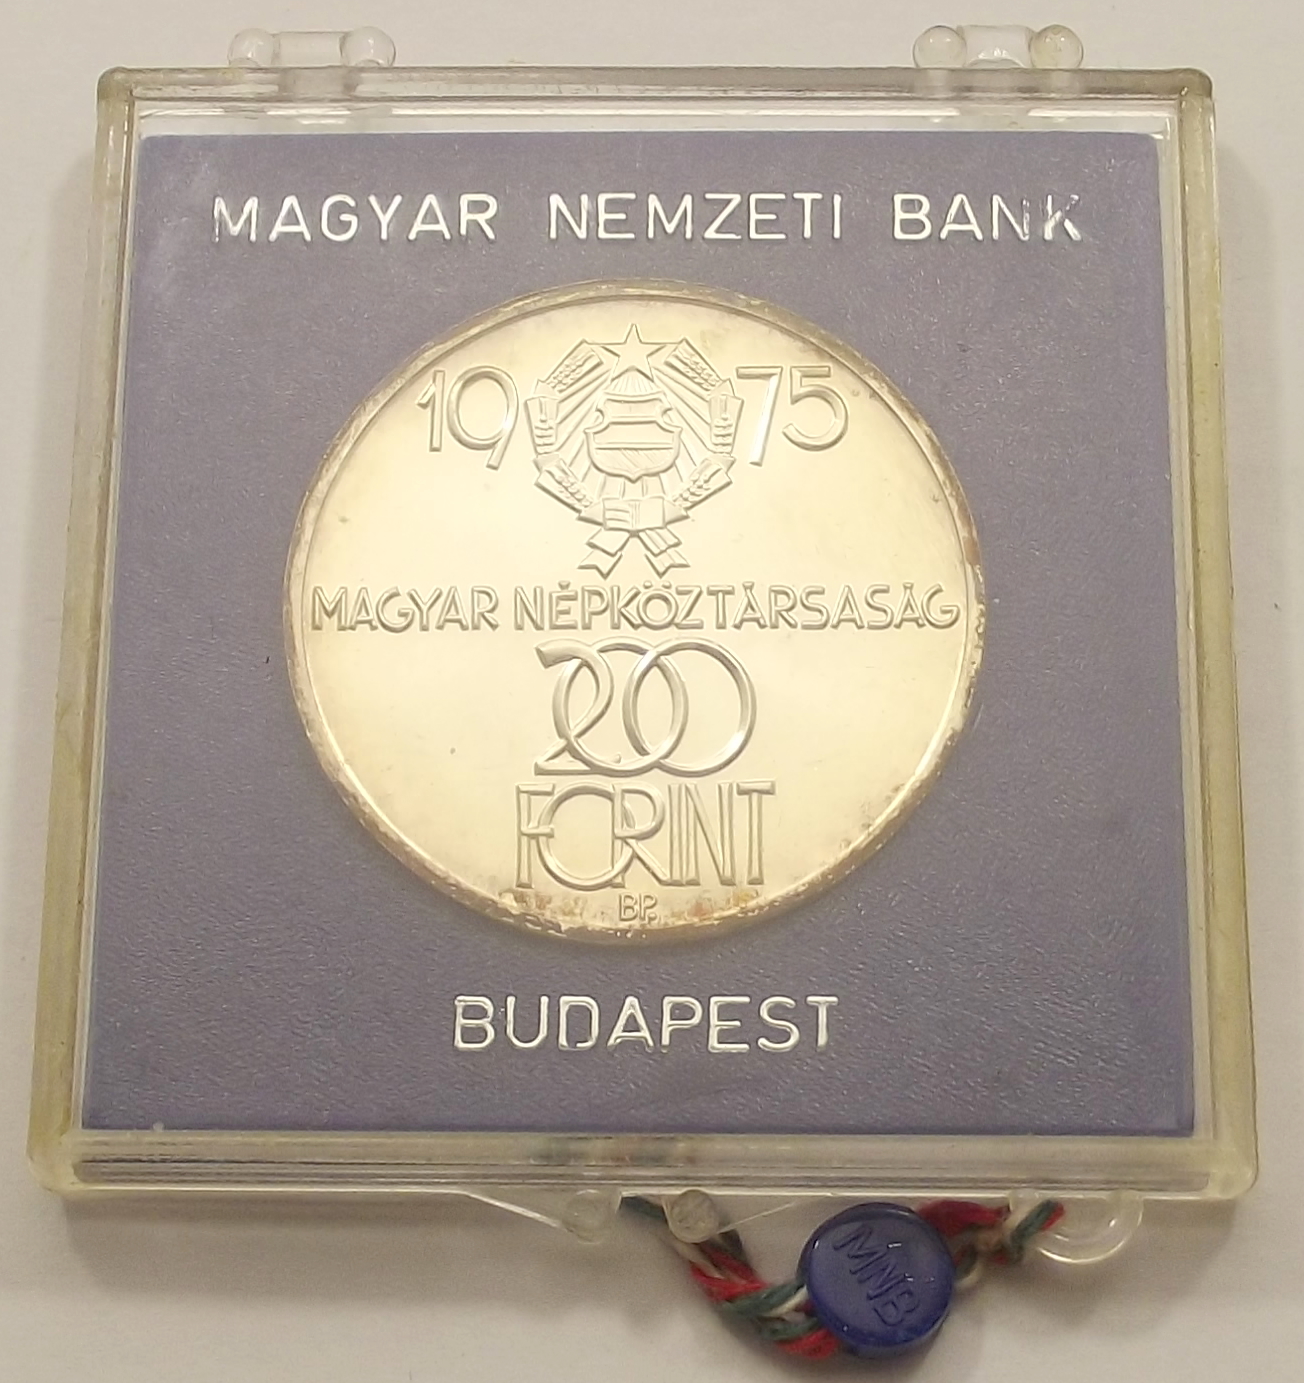 MAGYAR NEMZETI BANK
1975
MAGYAR NÉPKÖZTÁRSASÁG
200
FORINT
BP.
BUDAPEST
MNB